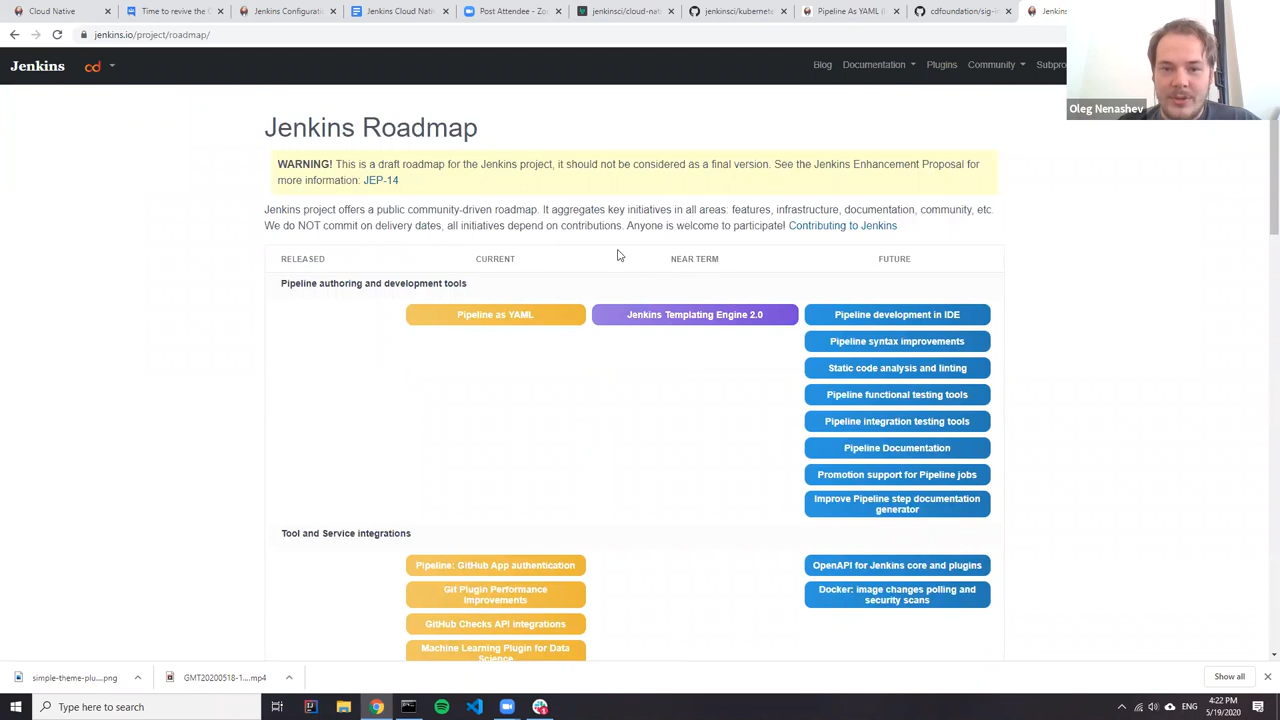 Cloud Native
Time to revive the C
Jenkins Configurati
Jenkins Cloud Nati
Post Attendee - Zoo
jenkinsci/cloud-nat
jenkinsci/kubernete
Pipeline As YAML (I
cdfoundation/sig-in
Jenkins
jenkins.io/project/roadmap/
Jenkins
cd
Blog
Documentation
Plugins
Community
Subpro
Oleg Nenashev
Jenkins Roadmap
WARNING! This is a draft roadmap for the Jenkins project, it should not be considered as a final version. See the Jenkins Enhancement Proposal for
more information: JEP-14
Jenkins project offers a public community-driven roadmap. It aggregates key initiatives in all areas: features, infrastructure, documentation, community, etc.
We do NOT commit on delivery dates, all initiatives depend on contributions. Anyone is welcome to participate! Contributing to Jenkins
RELEASED
CURRENT
NEAR TERM
FUTURE
Pipeline authoring and development tools
Pipeline as YAML
Jenkins Templating Engine 2.0
Pipeline development in IDE
Pipeline syntax improvements
Static code analysis and linting
Pipeline functional testing tools
Pipeline integration testing tools
Pipeline Documentation
Promotion support for Pipeline jobs
Improve Pipeline step documentation
generator
Tool and Service integrations
Pipeline: GitHub App authentication
OpenAPI for Jenkins core and plugins
Git Plugin Performance
Improvements
Docker: image changes polling and
security scans
GitHub Checks API integrations
Machine Learning Plugin for Data
Science
simple-theme-plu....png
GMT20200518-1....mp4
Show all
Type here to search
4:22 PM
5/19/2020